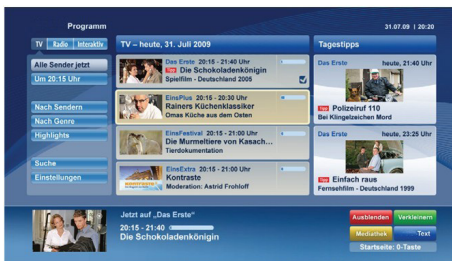 Programm
31.07.09 | 20:20
TV Radio Interaktiv
Alle Sender jetzt
Um 20:15 Uhr
Nach Sendern
Nach Genre
Highlights
Suche
Einstellungen
TV – heute, 31. Juli 2009
Das Erste 20:15 - 21:40 Uhr
Tipp Die Schokoladenkönigin
Spielfilm - Deutschland 2005
EinsPlus 20:15 - 20:30 Uhr
Rainers Küchenklassiker
Omas Küche aus dem Osten
EinsFestival 20:15 - 21:00 Uhr
Die Murmeltiere von Kasach...
Tierdokumentation
EinsExtra 20:15 - 21:00 Uhr
Kontraste
Moderation: Astrid Frohloff
Tagestipps
Das Erste heute, 21:40 Uhr
Tipp Polizeiruf 110
Bei Klingelzeichen Mord
Das Erste heute, 23:25 Uhr
Tipp Einfach raus
Fernsehfilm - Deutschland 1999
Jetzt auf „Das Erste“
20:15 - 21:40
Die Schokoladenkönigin
Ausblenden Verkleinern
Mediathek Text
Startseite: 0-Taste